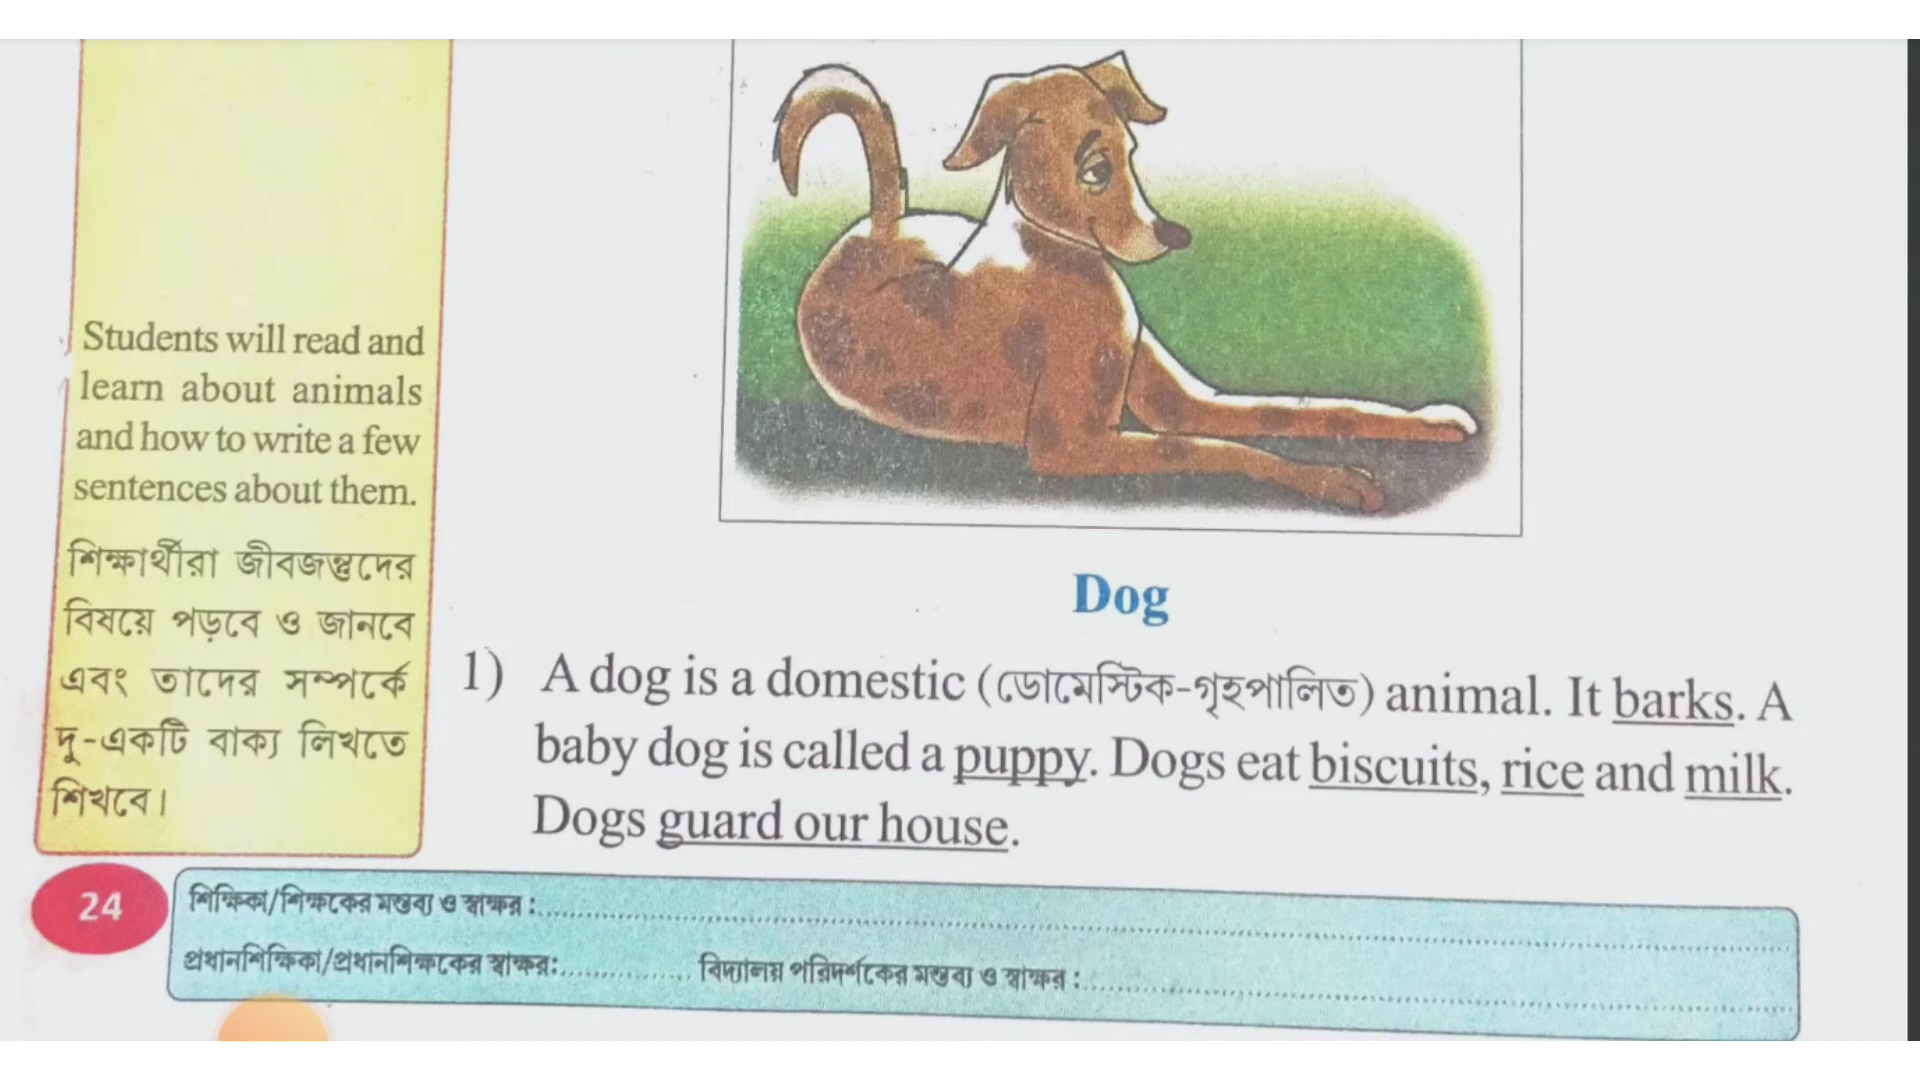 Students will read and
learn about animals
and how to write a few
sentences about them.
শিক্ষার্থীরা জীবজন্তুদের
বিষয়ে পড়বে ও জানবে
এবং তাদের সম্পর্কে
দু-একটি বাক্য লিখতে
শিখবে।
Dog
1) A dog is a domestic (ডোমেস্টিক-গৃহপালিত) animal. It barks. A
baby dog is called a puppy. Dogs eat biscuits, rice and milk.
Dogs guard our house.
24
শিক্ষিকা/শিক্ষকের মন্তব্য ও স্বাক্ষর :
প্রধানশিক্ষিকা/প্রধানশিক্ষকের স্বাক্ষর: বিদ্যালয় পরিদর্শকের মন্তব্য ও স্বাক্ষর :